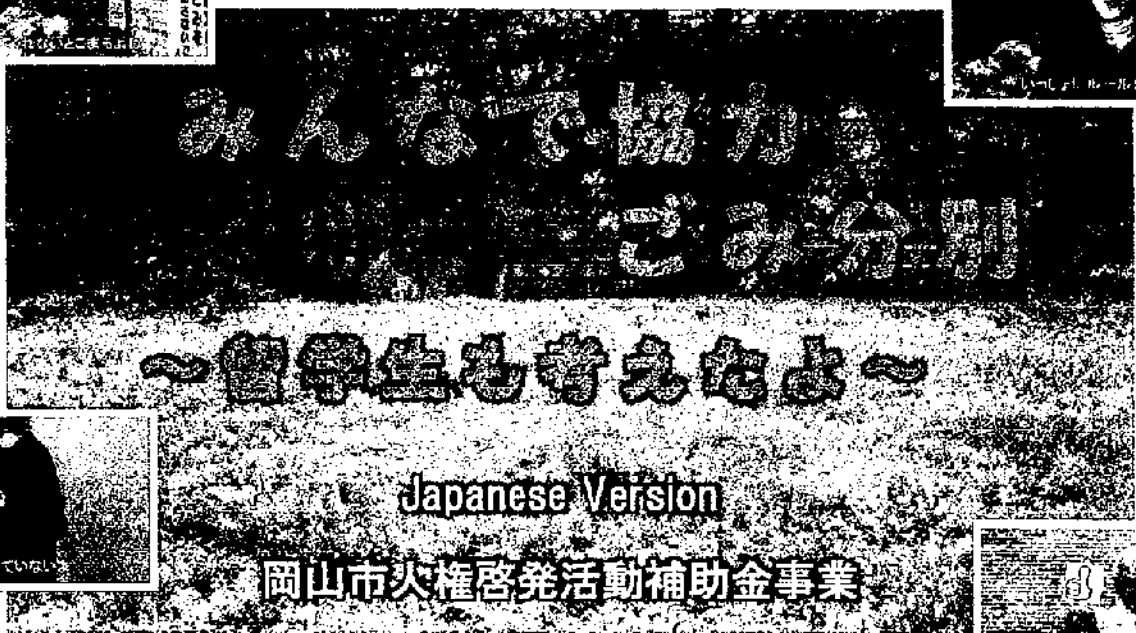 みんなで協力
ごみ分別
～留学生も考えたよ～
Japanese Version
ていない
岡山市人権啓発活動補助金事業